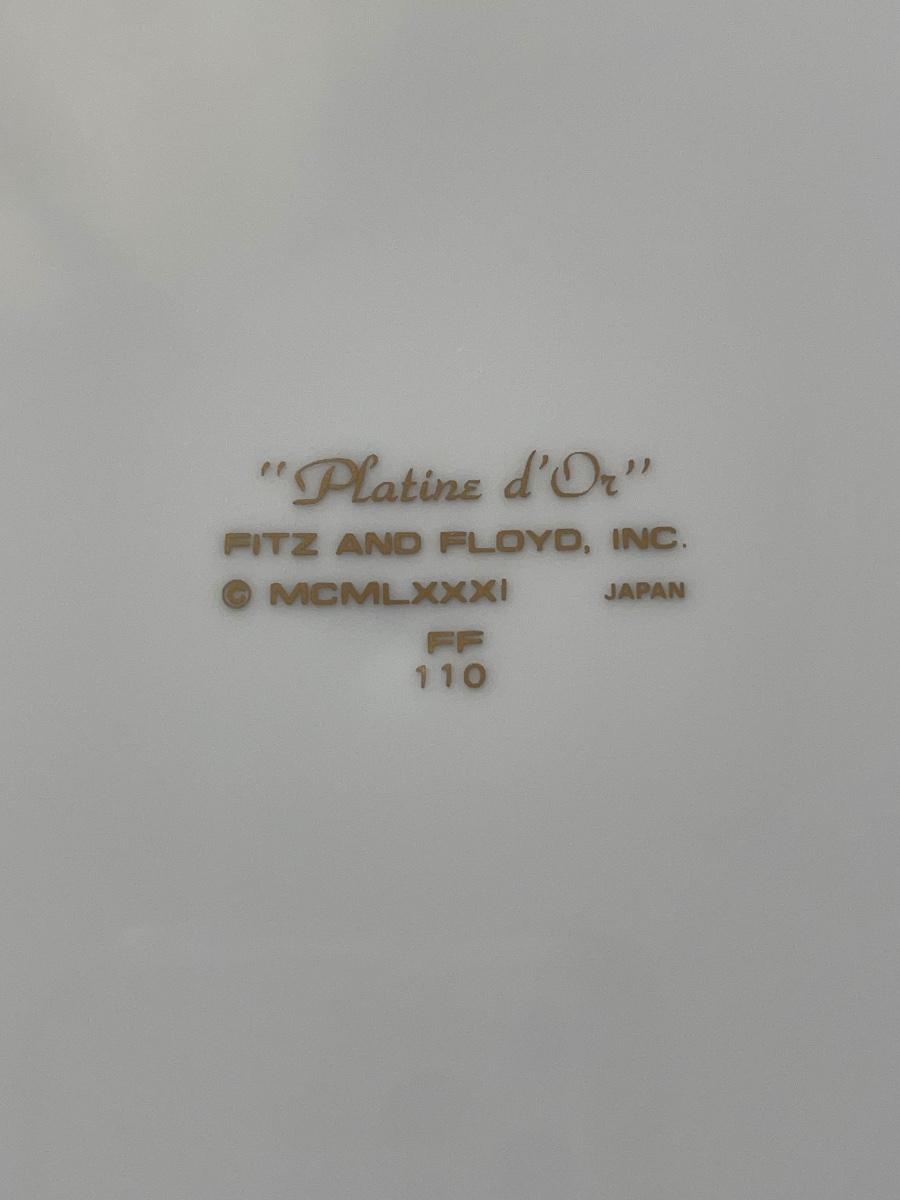 "Platine d'Or"
FITZ AND FLOYD, INC.
© MCMLXXXI JAPAN
FF
110